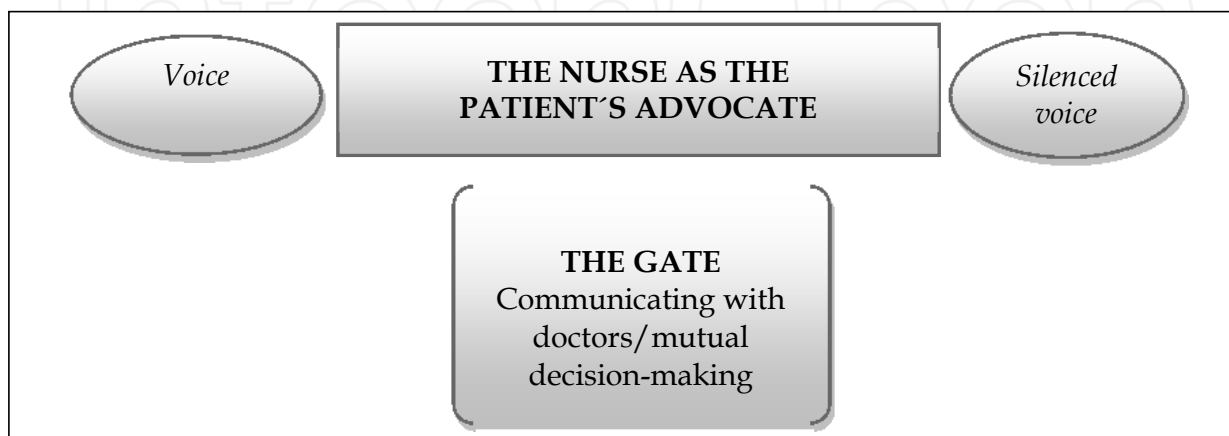 Voice
THE NURSE AS THE
PATIENT´S ADVOCATE
Silenced
voice
THE GATE
Communicating with
doctors/mutual
decision-making